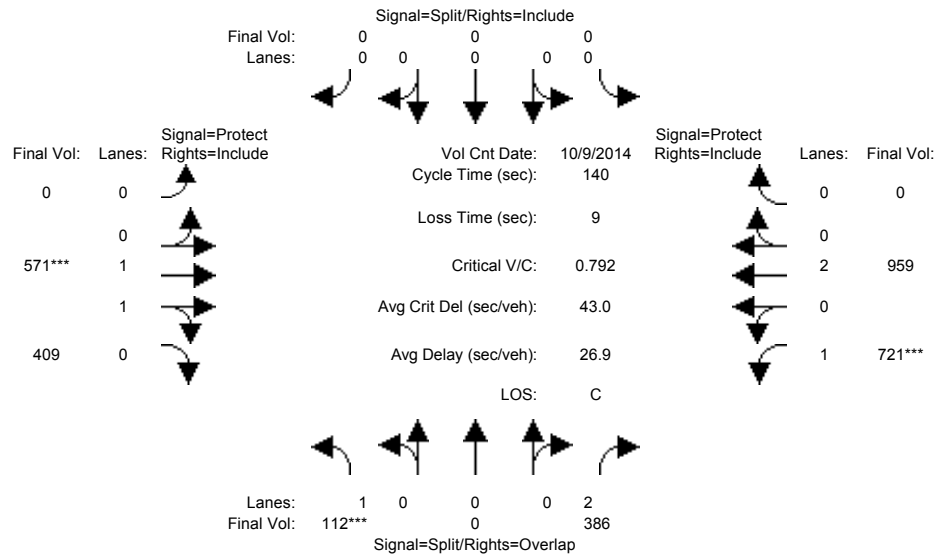 Signal=Split/Rights=Include
Final Vol: 0 0 0
Lanes: 0 0 0 0 0
Signal=Protect Signal=Protect
Final Vol: Lanes: Rights=Include Vol Cnt Date: 10/9/2014 Rights=Include Lanes: Final Vol:
Cycle Time (sec): 140
0 0 0 0
Loss Time (sec): 9
0 0
571*** 1 Critical V/C: 0.792 2 959
1 Avg Crit Del (sec/veh): 43.0 0
409 0 Avg Delay (sec/veh): 26.9 1 721***
LOS: C
Lanes: 1 0 0 0 2
Final Vol: 112*** 0 386
Signal=Split/Rights=Overlap